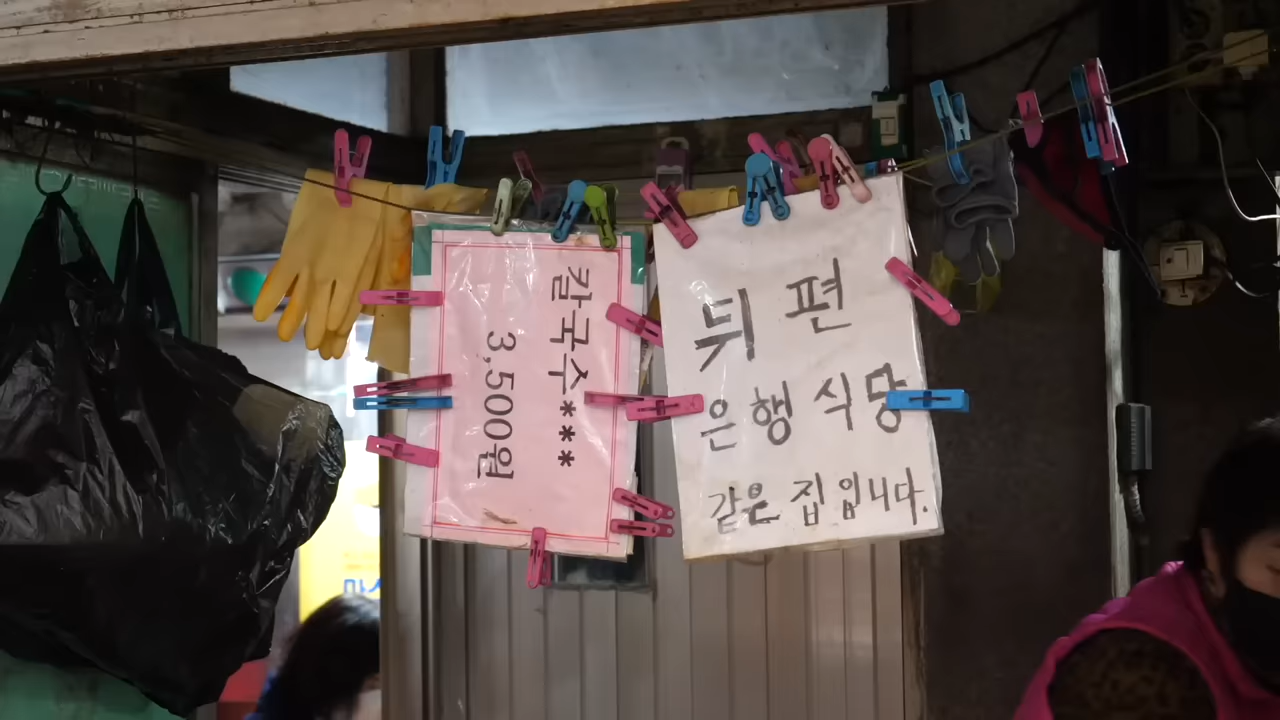 칼국수***
3,500원
뒤 편
은행 식당
같은 집입니다.